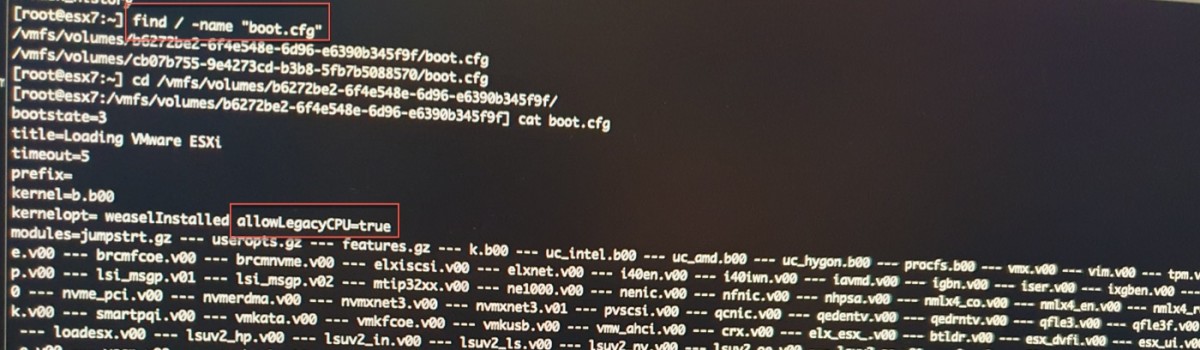 [root@esx7:~] find / -name "boot.cfg"
/vmfs/volumes/b6272be2-6f4e548e-6d96-e6390b345f9f/boot.cfg
/vmfs/volumes/cb07b755-9e4273cd-b3b8-5fb7b5088570/boot.cfg
[root@esx7:~] cd /vmfs/volumes/b6272be2-6f4e548e-6d96-e6390b345f9f/
[root@esx7:/vmfs/volumes/b6272be2-6f4e548e-6d96-e6390b345f9f] cat boot.cfg
bootstate=3
title=Loading VMware ESXi
timeout=5
prefix=
kernel=b.b00
kernelopt= weaselInstalled allowLegacyCPU=true
modules=jumpstrt.gz --- useropts.gz --- features.gz --- k.b00 --- uc_intel.b00 --- uc_amd.b00 --- uc_hygon.b00 --- procfs.b00 --- vmx.v00 --- vim.v00 --- tpm.v
e.v00 --- brcmfcoe.v00 --- brcmnvme.v00 --- elxiscsi.v00 --- elxnet.v00 --- i40en.v00 --- i40iwn.v00 --- iavmd.v00 --- igbn.v00 --- iser.v00 --- ixgben.v00 ---
p.v00 --- lsi_msgp.v01 --- lsi_msgp.v02 --- mtip32xx.v00 --- ne1000.v00 --- nenic.v00 --- nfnic.v00 --- nhpsa.v00 --- nmlx4_co.v00 --- nmlx4_en.v00 --- nmlx4_r
0 --- nvme_pci.v00 --- nvmerdma.v00 --- nvmxnet3.v00 --- nvmxnet3.v01 --- pvscsi.v00 --- qcnic.v00 --- qedentv.v00 --- qedrntv.v00 --- qfle3.v00 --- qfle3f.v00
k.v00 --- smartpqi.v00 --- vmkata.v00 --- vmkfcoe.v00 --- vmkusb.v00 --- vmw_ahci.v00 --- crx.v00 --- elx_esx_.v00 --- btldr.v00 --- esx_dvfi.v00 --- esx_ui.v00
--- loadesx.v00 --- lsuv2_hp.v00 --- lsuv2_in.v00 --- lsuv2_ls.v00 --- lsuv2_nv.v00 ---